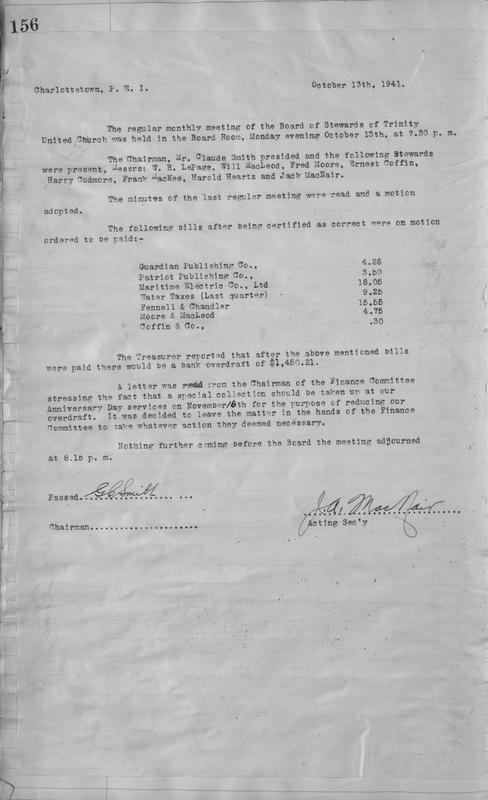 156
Charlottetown, P. E. I.
October 13th, 1941.
The regular monthly meeting of the Board of Stewards of Trinity
United Church was held in the Board Room, Monday evening October 13th, at 7.30 p. m.
The Chairman, Mr. Claude Smith presided and the following Stewards
were present, Messrs: W. R. LePage, Will MacLeod, Fred Moore, Ernest Coffin,
Harry Cudmore, Frank MacKee, Harold Hearts and Jack MacNair.
The minutes of the last regular meeting were read and a motion
adopted.
The following bills after being certified as correct were on motion
ordered to be paid:-
Guardian Publishing Co., 4.26
Patriot Publishing Co., 3.50
Maritime Electric Co., Ltd 18.05
Water Taxes (Last quarter) 9.25
Fennell & Chandler 15.55
Moore & MacLeod 4.75
Coffin & Co., .30
The Treasurer reported that after the above mentioned bills
were paid there would be a bank overdraft of $1,450.21.
A letter was read from the Chairman of the Finance Committee
stressing the fact that a special collection should be taken up at our
Anniversary Day services on November 16th for the purpose of reducing our
overdraft. It was decided to leave the matter in the hands of the Finance
Committee to take whatever action they deemed necessary.
Nothing further coming before the Board the meeting adjourned
at 8.15 p. m.
Passed..G C Smith... ...
J. A. MacNair
Chairman......................
Acting Sec'y